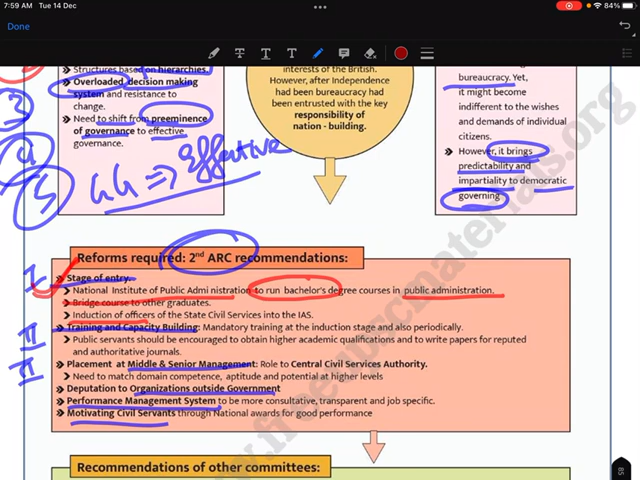 7:59 AM Tue 14 Dec
84%
Done
Structures based on hierarchies.
Overloaded decision making
system and resistance to
change.
Need to shift from preeminence
of governance to effective
governance.
interests of the British.
However, after Independence
had been bureaucracy had
been entrusted with the key
responsibility of
nation - building.
bureaucracy. Yet,
it might become
indifferent to the wishes
and demands of individual
citizens.
However, it brings
predictability and
impartiality to democratic
governing
3
4
5
GG ⇒ Effective
Reforms required: 2nd ARC recommendations:
I
Stage of entry.
National Institute of Public Admi nistration to run bachelor's degree courses in public administration.
Bridge course to other graduates.
Induction of officers of the State Civil Services into the IAS.
II
Training and Capacity Building: Mandatory training at the induction stage and also periodically.
Public servants should be encouraged to obtain higher academic qualifications and to write papers for reputed
and authoritative journals.
II
Placement at Middle & Senior Management: Role to Central Civil Services Authority.
Need to match domain competence, aptitude and potential at higher levels
Deputation to Organizations outside Government
Performance Management System to be more consultative, transparent and job specific.
Motivating Civil Servants through National awards for good performance
Recommendations of other committees:
85
www.freeupscmaterials.org